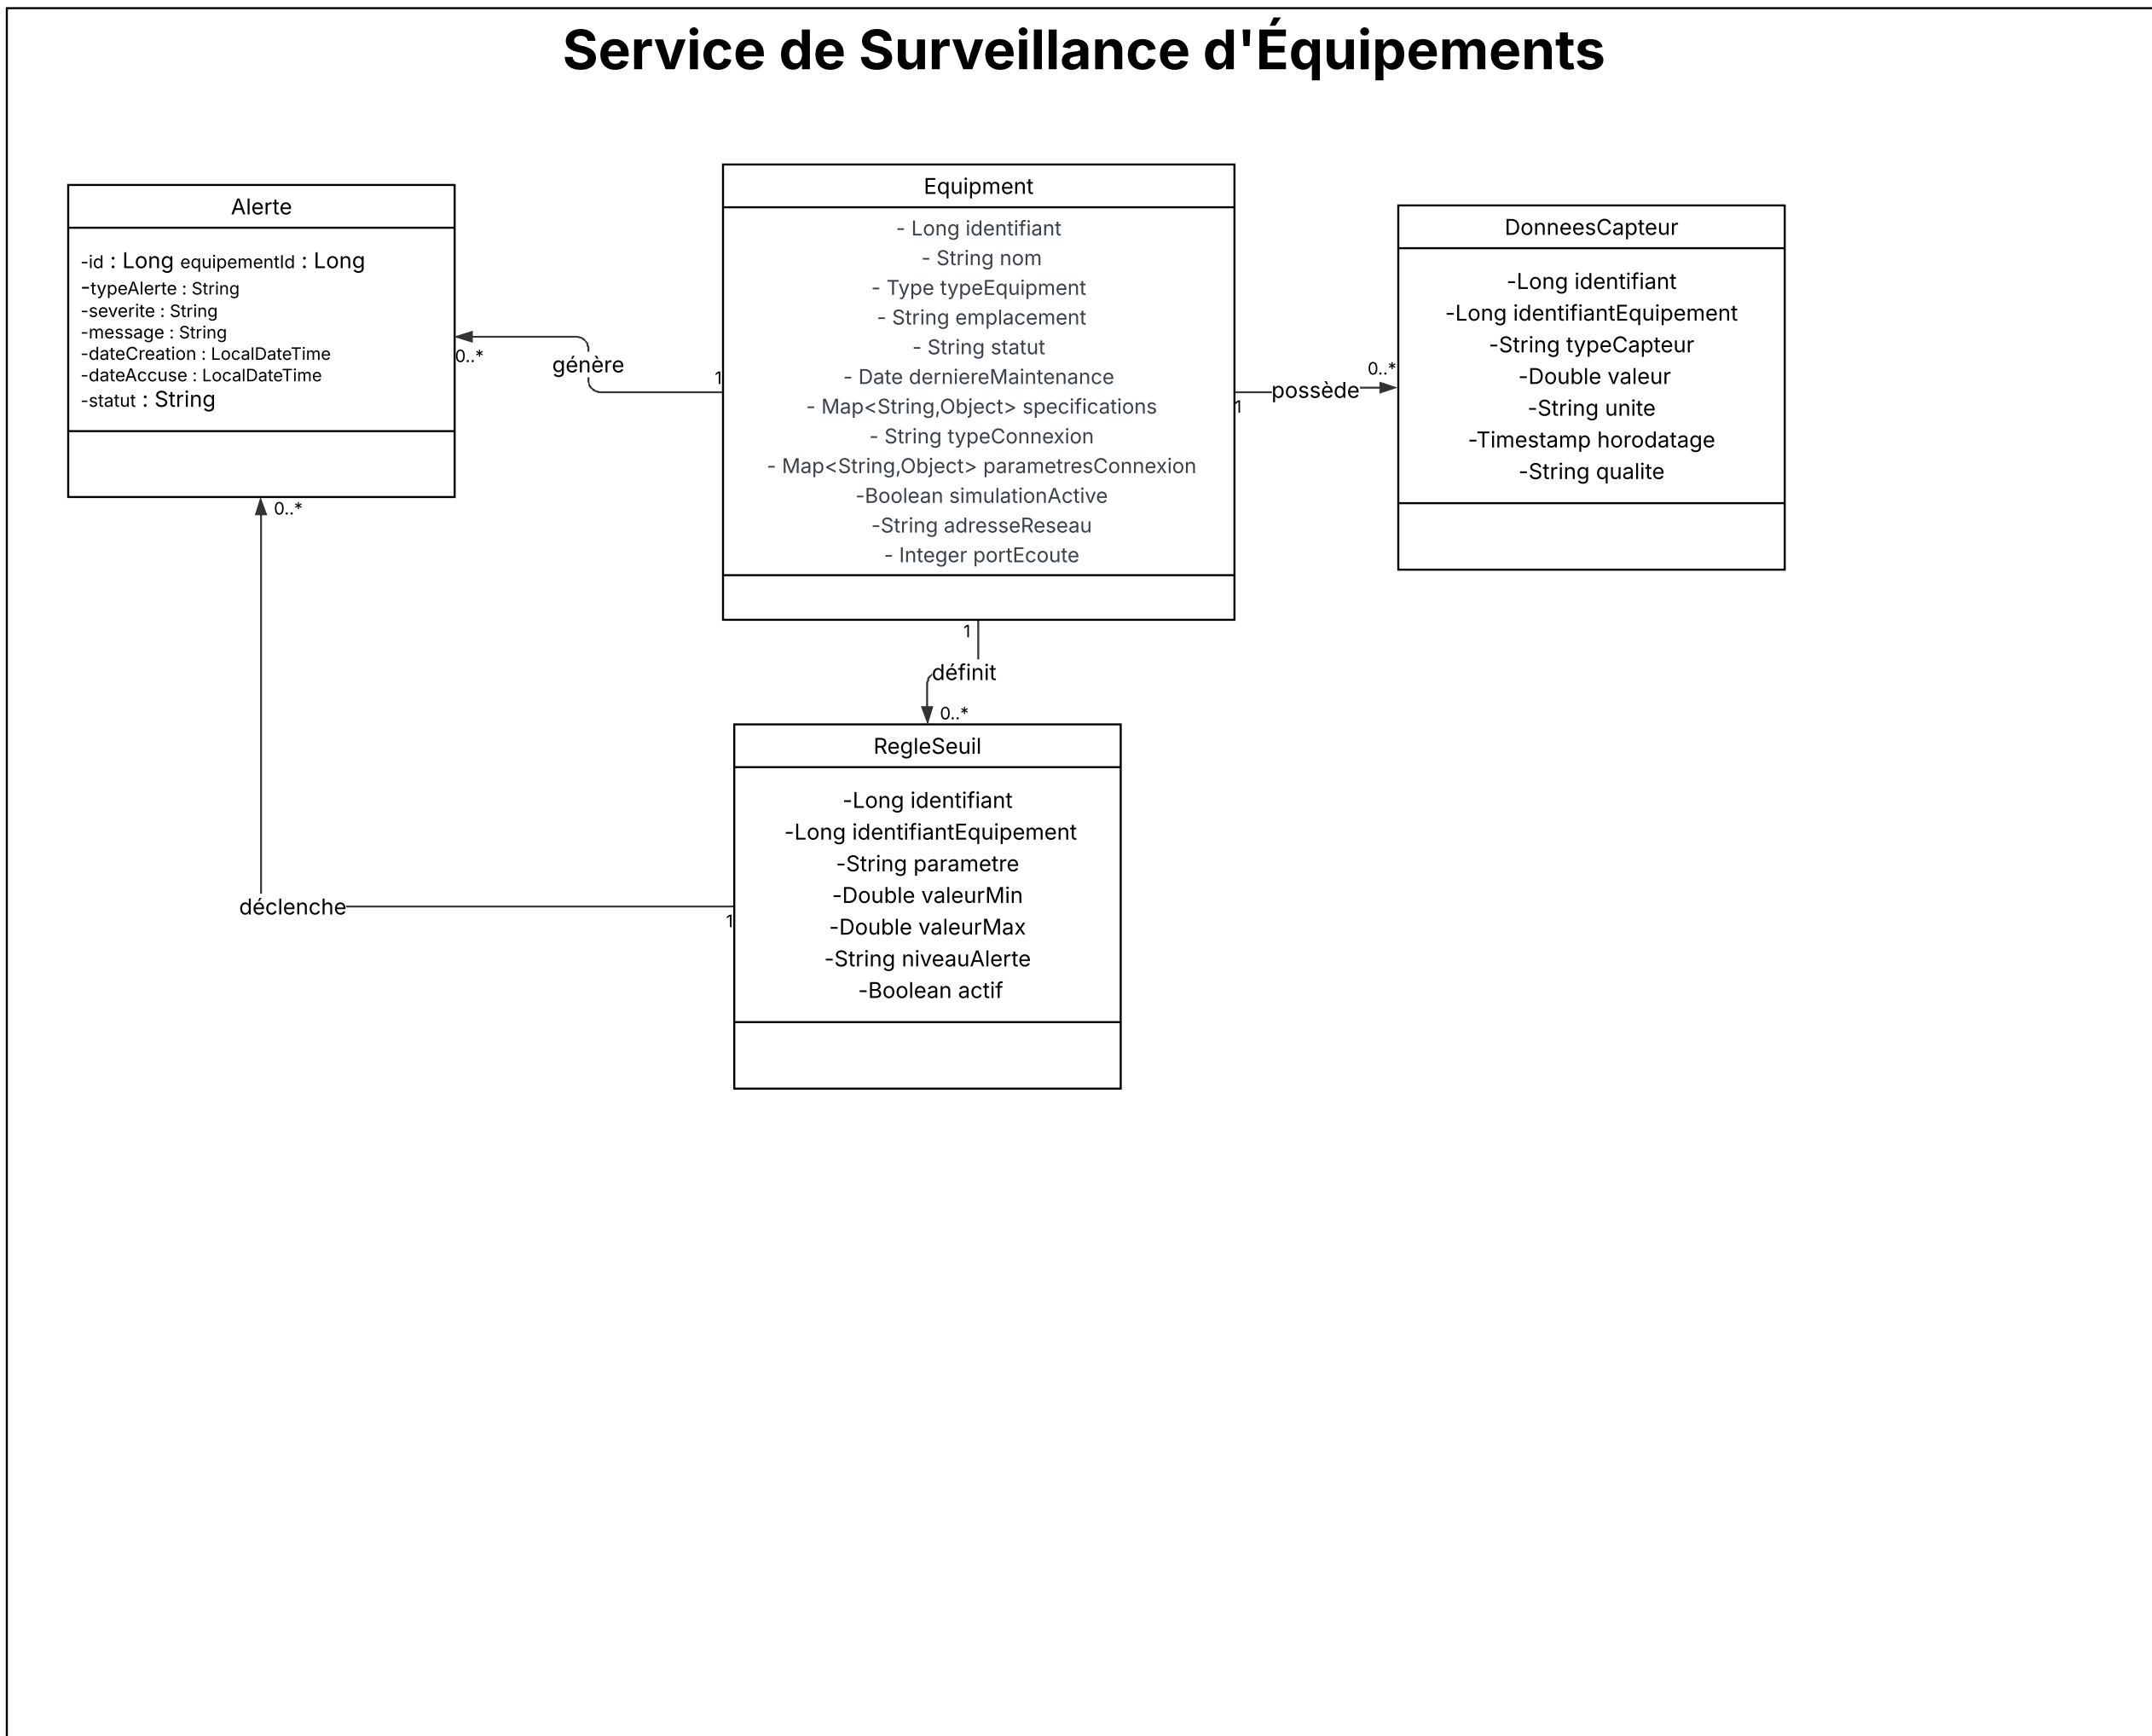 Service de Surveillance d'Équipements
Alerte
-id : Long equipementId : Long
-typeAlerte : String
-severite : String
-message : String
-dateCreation : LocalDateTime
-dateAccuse : LocalDateTime
-statut : String
0..*
génère
1
Equipment
- Long identifiant
- String nom
- Type typeEquipment
- String emplacement
- String statut
- Date derniereMaintenance
- Map<String,Object> specifications
- String typeConnexion
- Map<String,Object> parametresConnexion
-Boolean simulationActive
-String adresseReseau
- Integer portEcoute
1
possède
0..*
DonneesCapteur
-Long identifiant
-Long identifiantEquipement
-String typeCapteur
-Double valeur
-String unite
-Timestamp horodatage
-String qualite
0..*
1
définit
0..*
RegleSeuil
-Long identifiant
-Long identifiantEquipement
-String parametre
-Double valeurMin
-Double valeurMax
-String niveauAlerte
-Boolean actif
déclenche
1